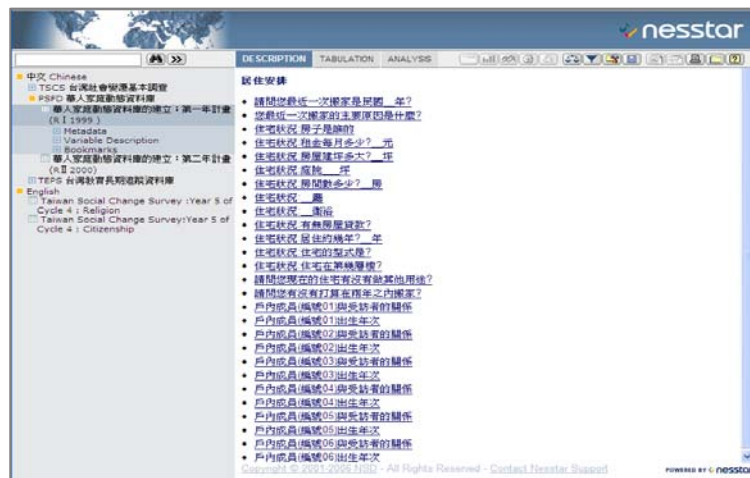 nesstar
DESCRIPTION TABULATION ANALYSIS
中文 Chinese
TSCS 台灣社會變遷基本調查
PSFD 華人家庭動態資料庫
華人家庭動態資料庫的建立：第一年計畫
(RⅠ1999)
Metadata
Variable Description
Bookmarks
華人家庭動態資料庫的建立：第二年計畫
(RⅡ2000)
TEPS 台灣教育長期追蹤資料庫
English
Taiwan Social Change Survey :Year 5 of
Cycle 4 : Religion
Taiwan Social Change Survey:Year 5 of
Cycle 4 : Citizenship
居住安排
請問您最近一次搬家是民國__年?
您最近一次搬家的主要原因是什麼?
住宅狀況_房子是誰的
住宅狀況_租金每月多少?__元
住宅狀況_房屋建坪多大?__坪
住宅狀況_庭院__坪
住宅狀況_房間數多少?__房
住宅狀況__廳
住宅狀況__衛浴
住宅狀況_有無房屋貸款?
住宅狀況_居住約幾年?__年
住宅狀況_住宅的型式是?
住宅狀況_住宅在第幾層樓?
請問您現在的住宅有沒有做其他用途?
請問您有沒有打算在兩年之內搬家?
戶內成員(編號01)與受訪者的關係
戶內成員(編號01)出生年次
戶內成員(編號02)與受訪者的關係
戶內成員(編號02)出生年次
戶內成員(編號03)與受訪者的關係
戶內成員(編號03)出生年次
戶內成員(編號04)與受訪者的關係
戶內成員(編號04)出生年次
戶內成員(編號05)與受訪者的關係
戶內成員(編號05)出生年次
戶內成員(編號06)與受訪者的關係
戶內成員(編號06)出生年次
Copyright © 2001-2006 NSD - All Rights Reserved - Contact Nesstar Support
POWERED BY nesstar